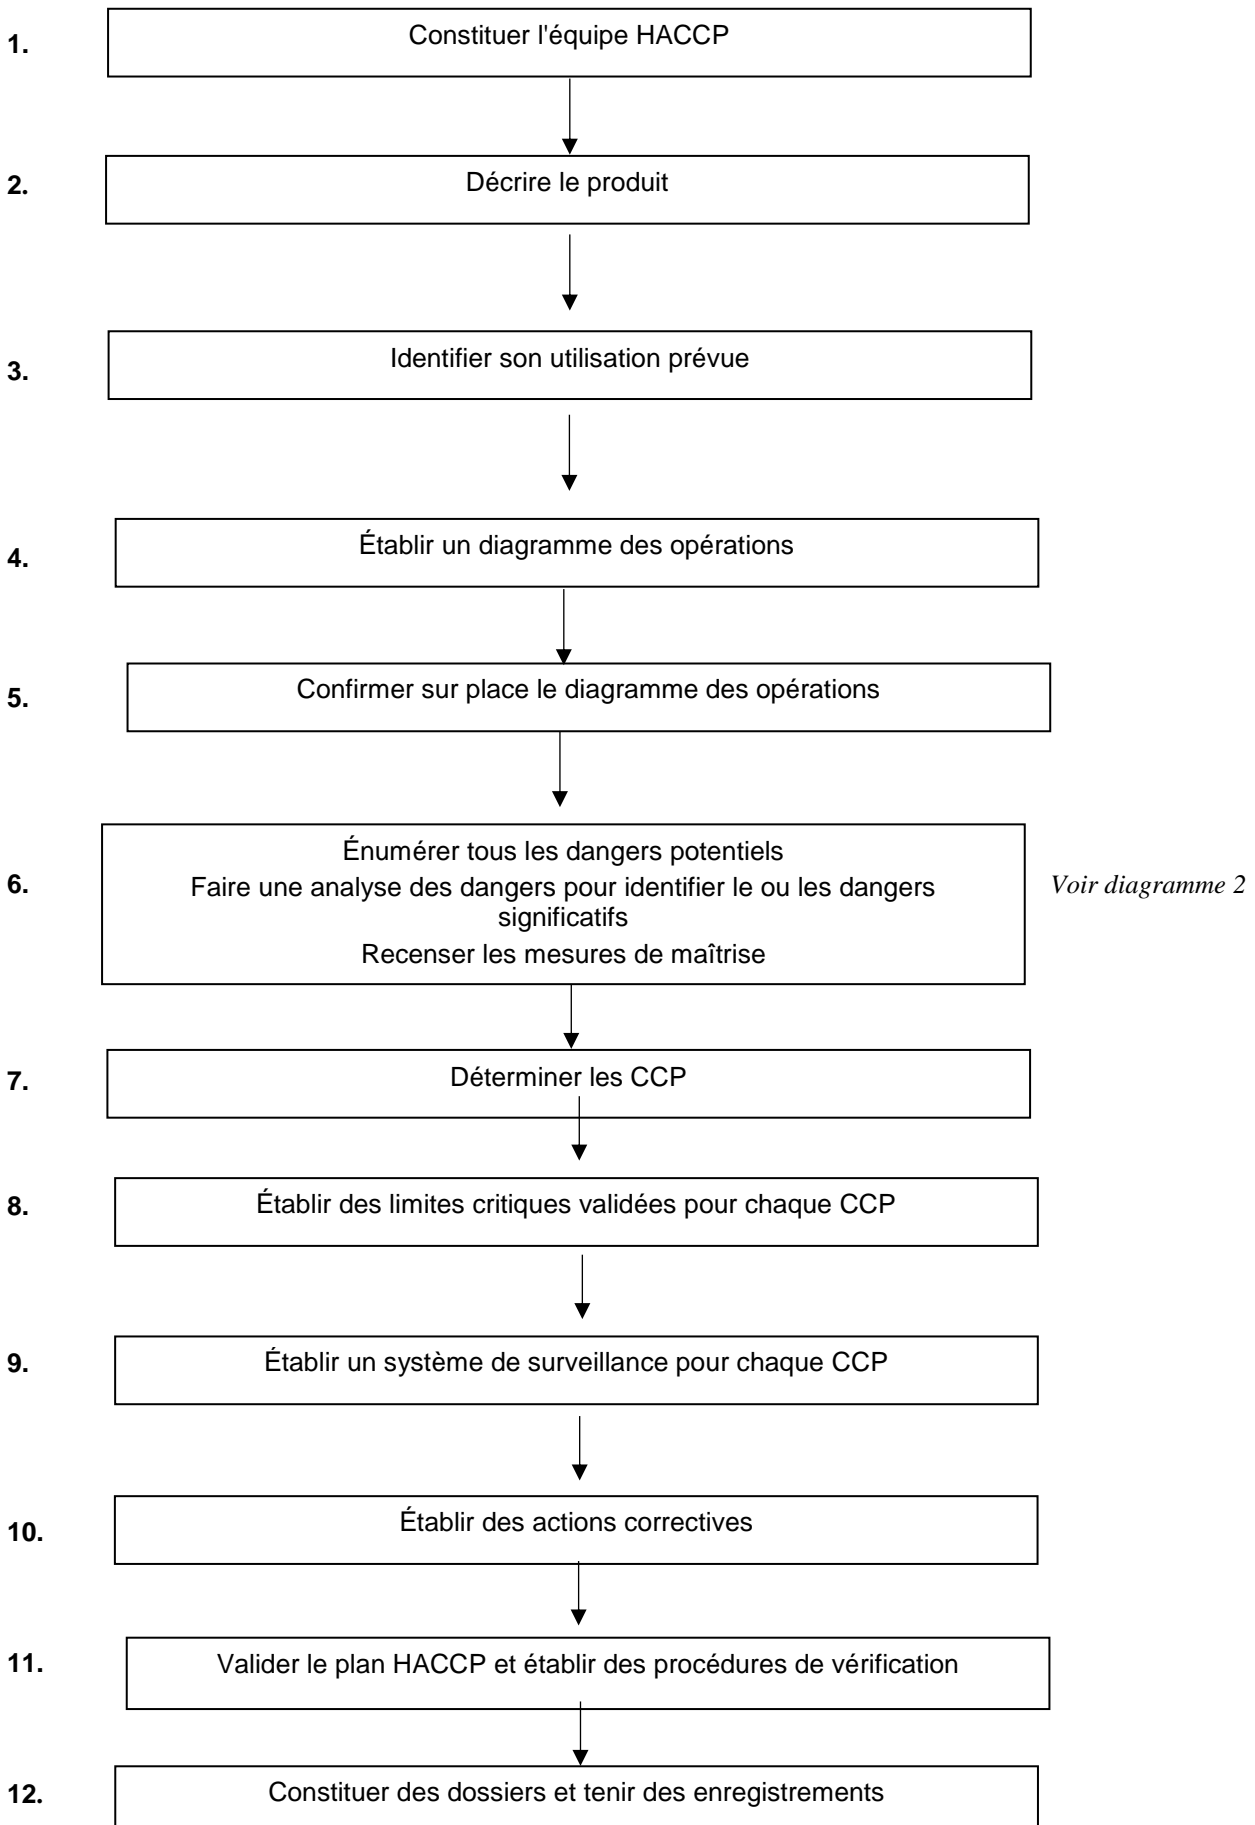 1. Constituer l'équipe HACCP
2. Décrire le produit
3. Identifier son utilisation prévue
4. Établir un diagramme des opérations
5. Confirmer sur place le diagramme des opérations
Énumérer tous les dangers potentiels
6. Faire une analyse des dangers pour identifier le ou les dangers Voir diagramme 2
significatifs
Recenser les mesures de maîtrise
7. Déterminer les CCP
8. Établir des limites critiques validées pour chaque CCP
9. Établir un système de surveillance pour chaque CCP
10. Établir des actions correctives
11. Valider le plan HACCP et établir des procédures de vérification
12. Constituer des dossiers et tenir des enregistrements